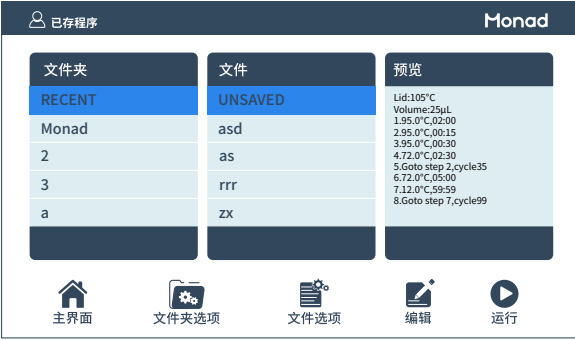 已存程序
Monad
文件夹
RECENT
Monad
2
3
a
文件
UNSAVED
asd
as
rrr
zx
预览
Lid:105°C
Volume:25μL
1.95.0°C,02:00
2.95.0°C,00:15
3.95.0°C,00:30
4.72.0°C,02:30
5.Goto step 2,cycle35
6.72.0°C,05:00
7.12.0°C,59:59
8.Goto step 7,cycle99
主界面
文件夹选项
文件选项
编辑
运行